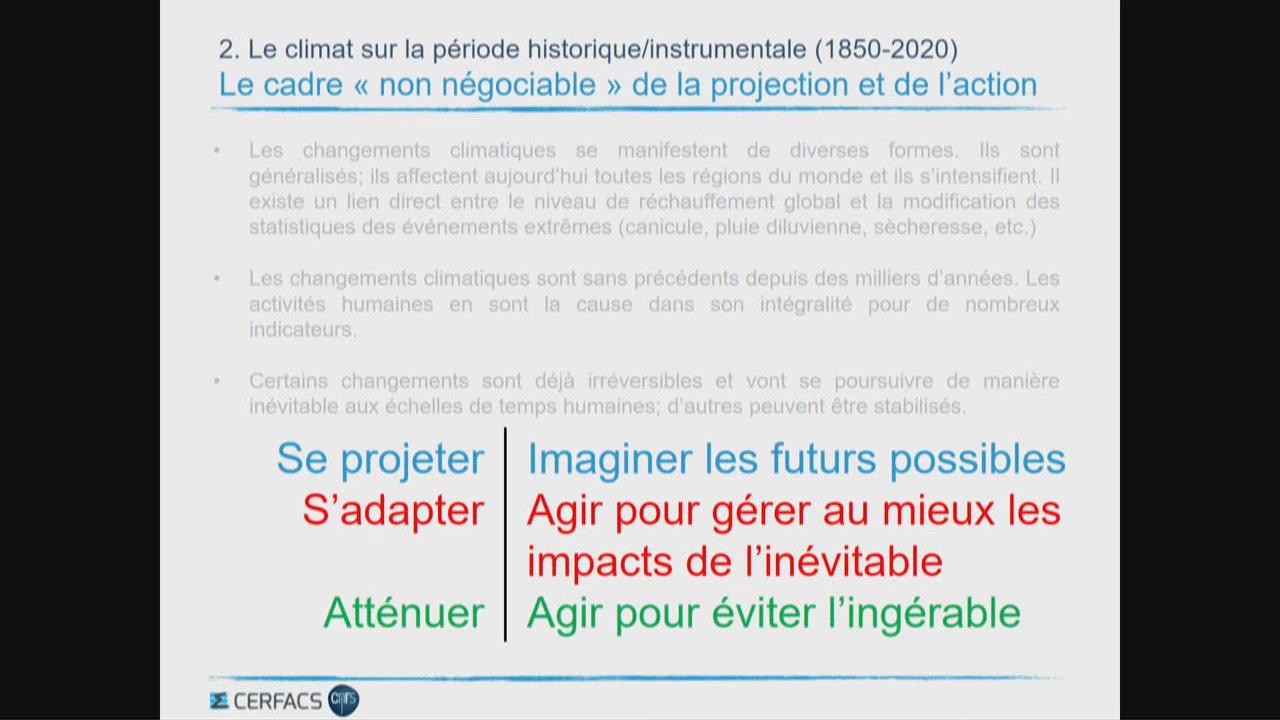 2. Le climat sur la période historique/instrumentale (1850-2020)
Le cadre « non négociable » de la projection et de l'action
• Les changements climatiques se manifestent de diverses formes. Ils sont
généralisés; ils affectent aujourd'hui toutes les régions du monde et ils s'intensifient. Il
existe un lien direct entre le niveau de réchauffement global et la modification des
statistiques des événements extrêmes (canicule, pluie diluvienne, sècheresse, etc.)
• Les changements climatiques sont sans précédents depuis des milliers d'années. Les
activités humaines en sont la cause dans son intégralité pour de nombreux
indicateurs.
• Certains changements sont déjà irréversibles et vont se poursuivre de manière
inévitable aux échelles de temps humaines; d'autres peuvent être stabilisés.
Se projeter Imaginer les futurs possibles
S'adapter Agir pour gérer au mieux les
impacts de l'inévitable
Atténuer Agir pour éviter l'ingérable
CERFACS cnrs